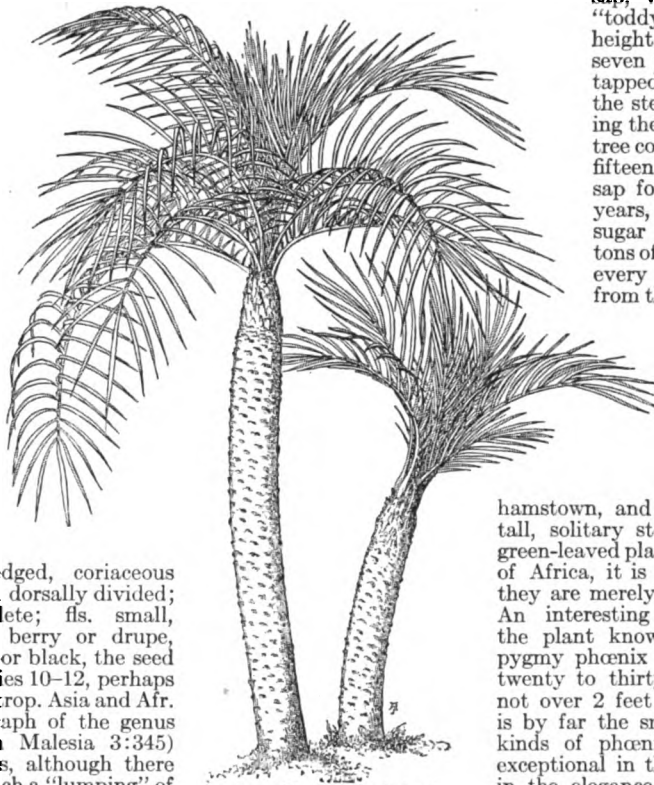 "toddy
height
seven
tapped
the ste
ing the
tree co
fifteen
sap fo
years,
sugar
tons of
every
from t
dged, coriaceous
dorsally divided;
lete; fls. small,
berry or drupe,
or black, the seed
ies 10–12, perhaps
trop. Asia and Afr.
aph of the genus
Malesia 3:345)
s, although there
ch a "lumping" of
hamstown, and
tall, solitary st
green-leaved pla
of Africa, it is
they are merely
An interesting
the plant know
pygmy phœnix
twenty to thirt
not over 2 feet
is by far the sm
kinds of phœn
exceptional in t
in the elegance